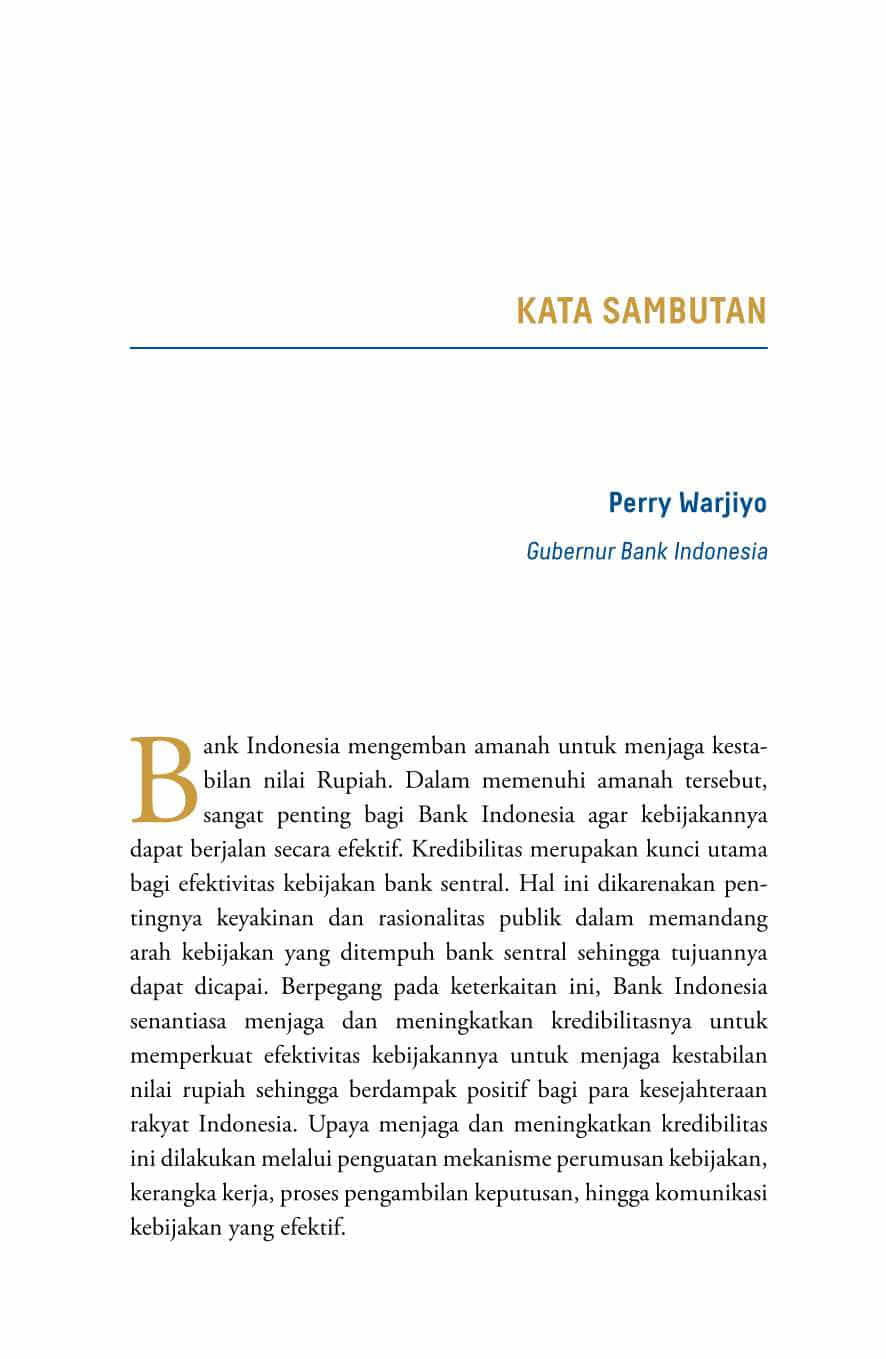 KATA SAMBUTAN
Perry Warjiyo
Gubernur Bank Indonesia
Bank Indonesia mengemban amanah untuk menjaga kesta-
bilan nilai Rupiah. Dalam memenuhi amanah tersebut,
sangat penting bagi Bank Indonesia agar kebijakannya
dapat berjalan secara efektif. Kredibilitas merupakan kunci utama
bagi efektivitas kebijakan bank sentral. Hal ini dikarenakan pen-
tingnya keyakinan dan rasionalitas publik dalam memandang
arah kebijakan yang ditempuh bank sentral sehingga tujuannya
dapat dicapai. Berpegang pada keterkaitan ini, Bank Indonesia
senantiasa menjaga dan meningkatkan kredibilitasnya untuk
memperkuat efektivitas kebijakannya untuk menjaga kestabilan
nilai rupiah sehingga berdampak positif bagi para kesejahteraan
rakyat Indonesia. Upaya menjaga dan meningkatkan kredibilitas
ini dilakukan melalui penguatan mekanisme perumusan kebijakan,
kerangka kerja, proses pengambilan keputusan, hingga komunikasi
kebijakan yang efektif.